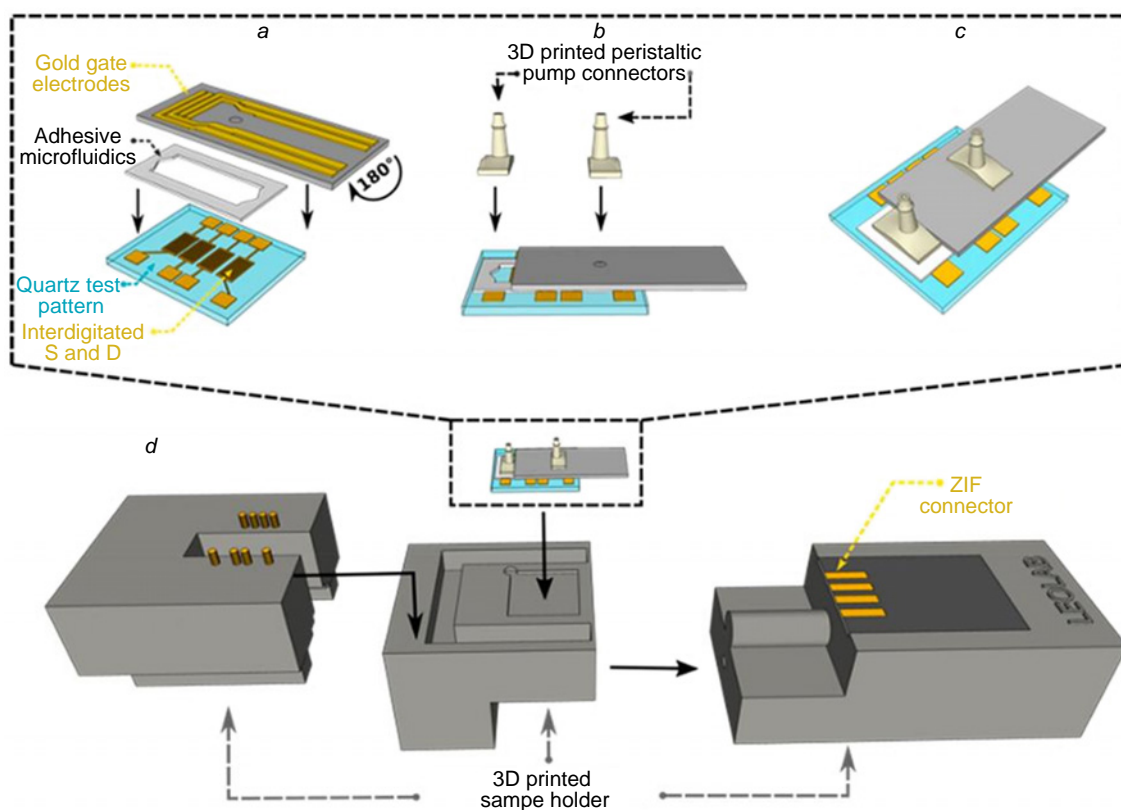 a
b
c
Gold gate
electrodes
3D printed peristaltic
pump connectors
Adhesive
microfluidics
180°
Quartz test
pattern
Interdigitated
S and D
d
ZIF
connector
LEOLAB
3D printed
sampe holder